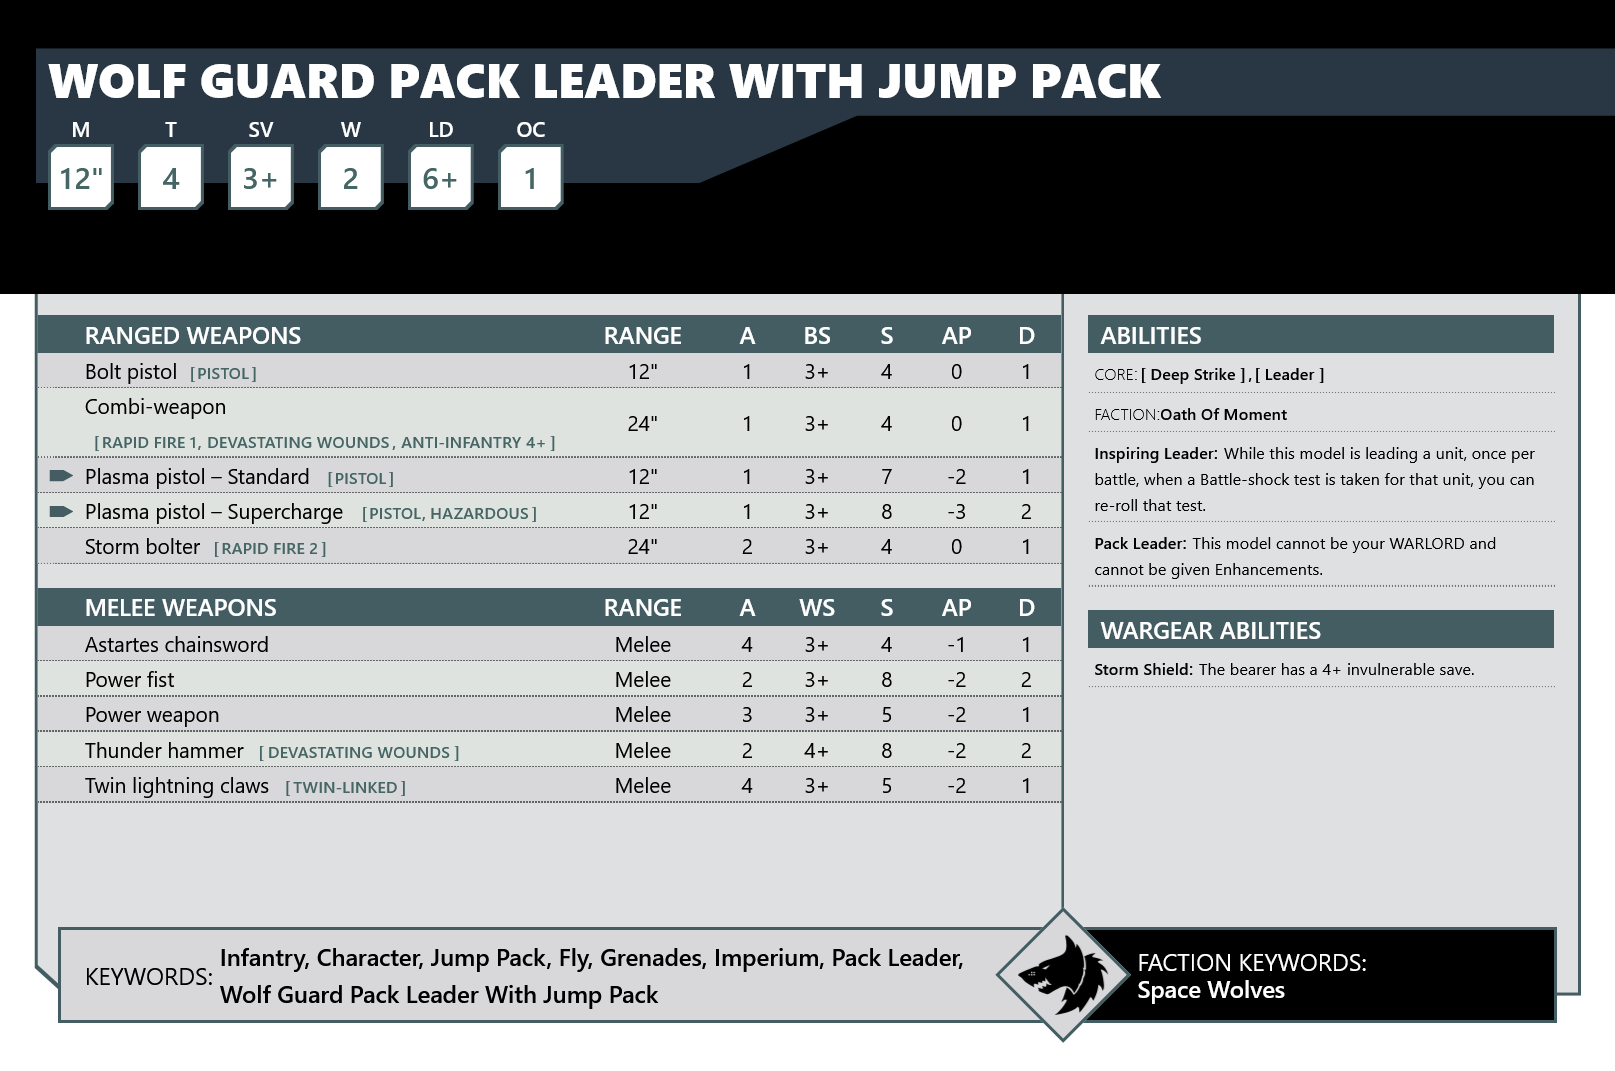 WOLF GUARD PACK LEADER WITH JUMP PACK
M T SV W LD OC
12" 4 3+ 2 6+ 1
RANGED WEAPONS RANGE A BS S AP D
Bolt pistol [PISTOL] 12" 1 3+ 4 0 1
Combi-weapon
[RAPID FIRE 1, DEVASTATING WOUNDS, ANTI-INFANTRY 4+] 24" 1 3+ 4 0 1
Plasma pistol – Standard [PISTOL] 12" 1 3+ 7 -2 1
Plasma pistol – Supercharge [PISTOL, HAZARDOUS] 12" 1 3+ 8 -3 2
Storm bolter [RAPID FIRE 2] 24" 2 3+ 4 0 1
MELEE WEAPONS RANGE A WS S AP D
Astartes chainsword Melee 4 3+ 4 -1 1
Power fist Melee 2 3+ 8 -2 2
Power weapon Melee 3 3+ 5 -2 1
Thunder hammer [DEVASTATING WOUNDS] Melee 2 4+ 8 -2 2
Twin lightning claws [TWIN-LINKED] Melee 4 3+ 5 -2 1
ABILITIES
CORE: [ Deep Strike ] , [ Leader ]
FACTION:Oath Of Moment
Inspiring Leader: While this model is leading a unit, once per
battle, when a Battle-shock test is taken for that unit, you can
re-roll that test.
Pack Leader: This model cannot be your WARLORD and
cannot be given Enhancements.
WARGEAR ABILITIES
Storm Shield: The bearer has a 4+ invulnerable save.
KEYWORDS: Infantry, Character, Jump Pack, Fly, Grenades, Imperium, Pack Leader,
Wolf Guard Pack Leader With Jump Pack
FACTION KEYWORDS:
Space Wolves